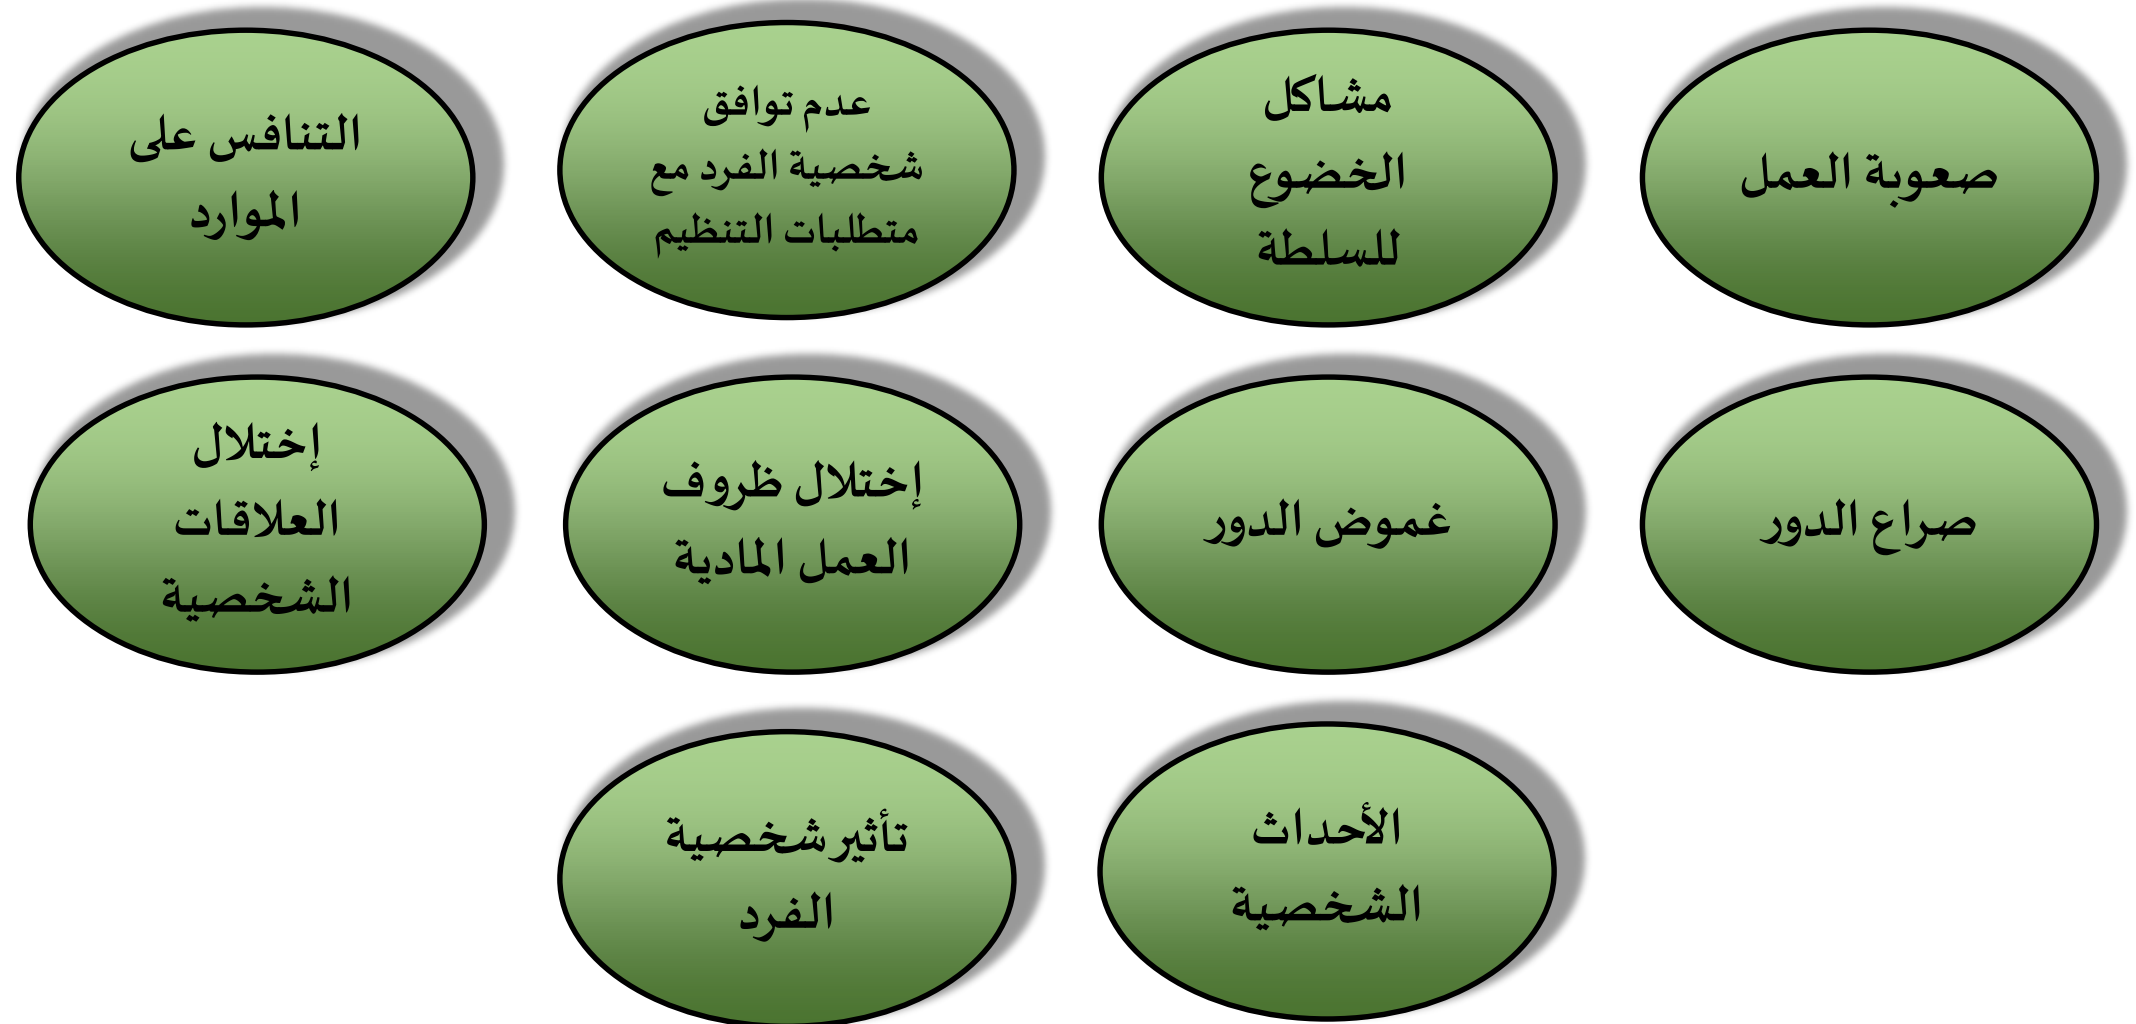 صعوبة العمل
مشاكل
الخضوع
للسلطة
عدم توافق
شخصية الفرد مع
متطلبات التنظيم
التنافس على
الموارد
صراع الدور
غموض الدور
إختلال ظروف
العمل المادية
إختلال
العلاقات
الشخصية
الأحداث
الشخصية
تأثير شخصية
الفرد